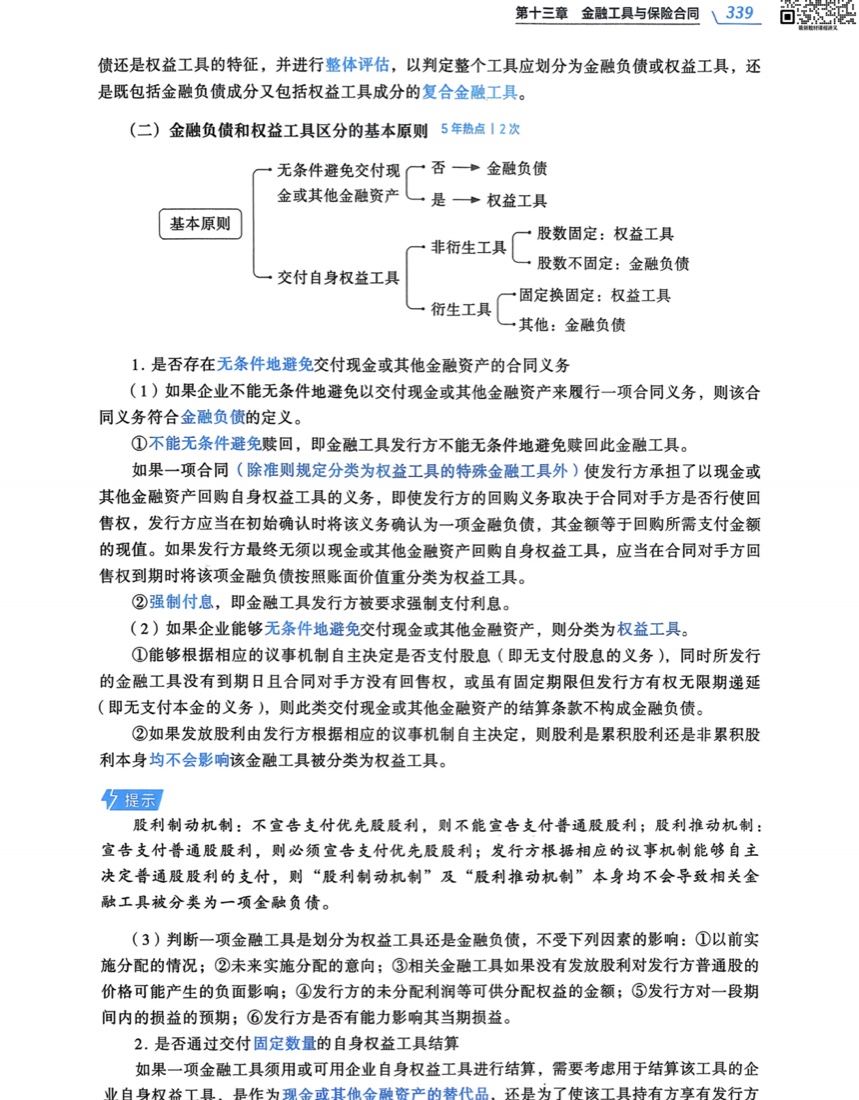 第十三章　金融工具与保险合同　339
债还是权益工具的特征，并进行整体评估，以判定整个工具应划分为金融负债或权益工具，还
是既包括金融负债成分又包括权益工具成分的复合金融工具。
（二）金融负债和权益工具区分的基本原则　5年热点丨2次
无条件避免交付现
金或其他金融资产
否
金融负债
是
权益工具
基本原则
交付自身权益工具
非衍生工具
股数固定：权益工具
股数不固定：金融负债
衍生工具
固定换固定：权益工具
其他：金融负债
1. 是否存在无条件地避免交付现金或其他金融资产的合同义务
（1）如果企业不能无条件地避免以交付现金或其他金融资产来履行一项合同义务，则该合
同义务符合金融负债的定义。
①不能无条件避免赎回，即金融工具发行方不能无条件地避免赎回此金融工具。
如果一项合同（除准则规定分类为权益工具的特殊金融工具外）使发行方承担了以现金或
其他金融资产回购自身权益工具的义务，即使发行方的回购义务取决于合同对手方是否行使回
售权，发行方应当在初始确认时将该义务确认为一项金融负债，其金额等于回购所需支付金额
的现值。如果发行方最终无须以现金或其他金融资产回购自身权益工具，应当在合同对手方回
售权到期时将该项金融负债按照账面价值重分类为权益工具。
②强制付息，即金融工具发行方被要求强制支付利息。
（2）如果企业能够无条件地避免交付现金或其他金融资产，则分类为权益工具。
①能够根据相应的议事机制自主决定是否支付股息（即无支付股息的义务），同时所发行
的金融工具没有到期日且合同对手方没有回售权，或虽有固定期限但发行方有权无限期递延
（即无支付本金的义务），则此类交付现金或其他金融资产的结算条款不构成金融负债。
②如果发放股利由发行方根据相应的议事机制自主决定，则股利是累积股利还是非累积股
利本身均不会影响该金融工具被分类为权益工具。
提示
股利制动机制：不宣告支付优先股股利，则不能宣告支付普通股股利；股利推动机制：
宣告支付普通股股利，则必须宣告支付优先股股利；发行方根据相应的议事机制能够自主
决定普通股股利的支付，则“股利制动机制”及“股利推动机制”本身均不会导致相关金
融工具被分类为一项金融负债。
（3）判断一项金融工具是划分为权益工具还是金融负债，不受下列因素的影响：①以前实
施分配的情况；②未来实施分配的意向；③相关金融工具如果没有发放股利对发行方普通股的
价格可能产生的负面影响；④发行方的未分配利润等可供分配权益的金额；⑤发行方对一段期
间内的损益的预期；⑥发行方是否有能力影响其当期损益。
2. 是否通过交付固定数量的自身权益工具结算
如果一项金融工具须用或可用企业自身权益工具进行结算，需要考虑用于结算该工具的企
业自身权益工具，是作为现金或其他金融资产的替代品，还是为了使该工具持有方享有发行方